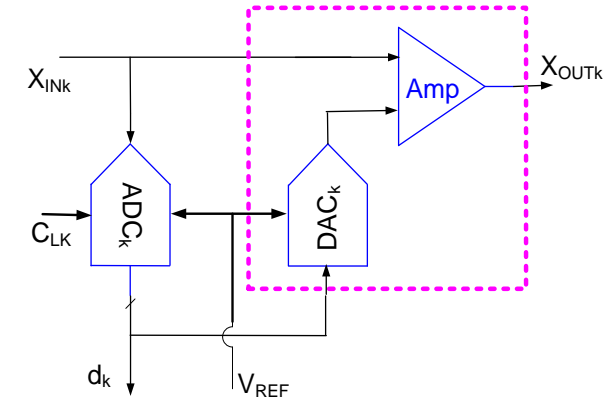 X_INk
Amp
X_OUTk
ADC_k
DAC_k
C_LK
d_k
V_REF